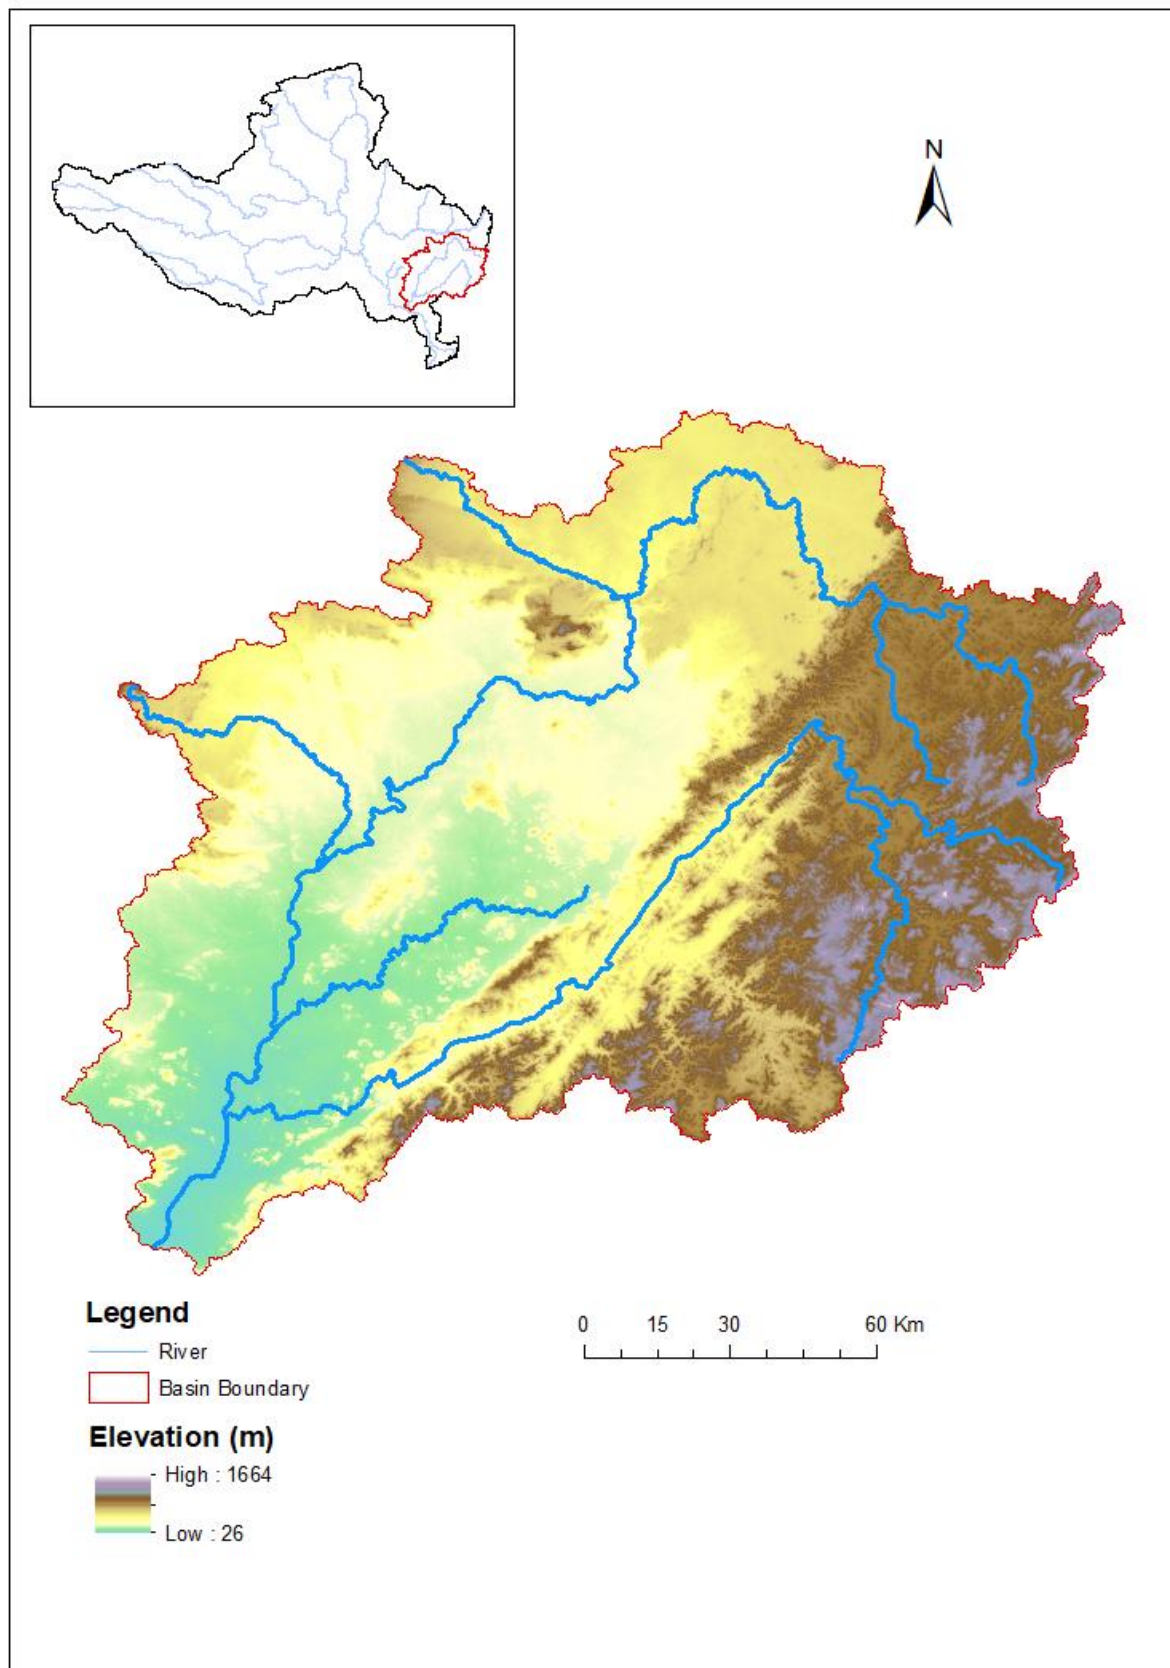 N
Legend
River
Basin Boundary
Elevation (m)
High : 1664
Low : 26
0 15 30 60 Km